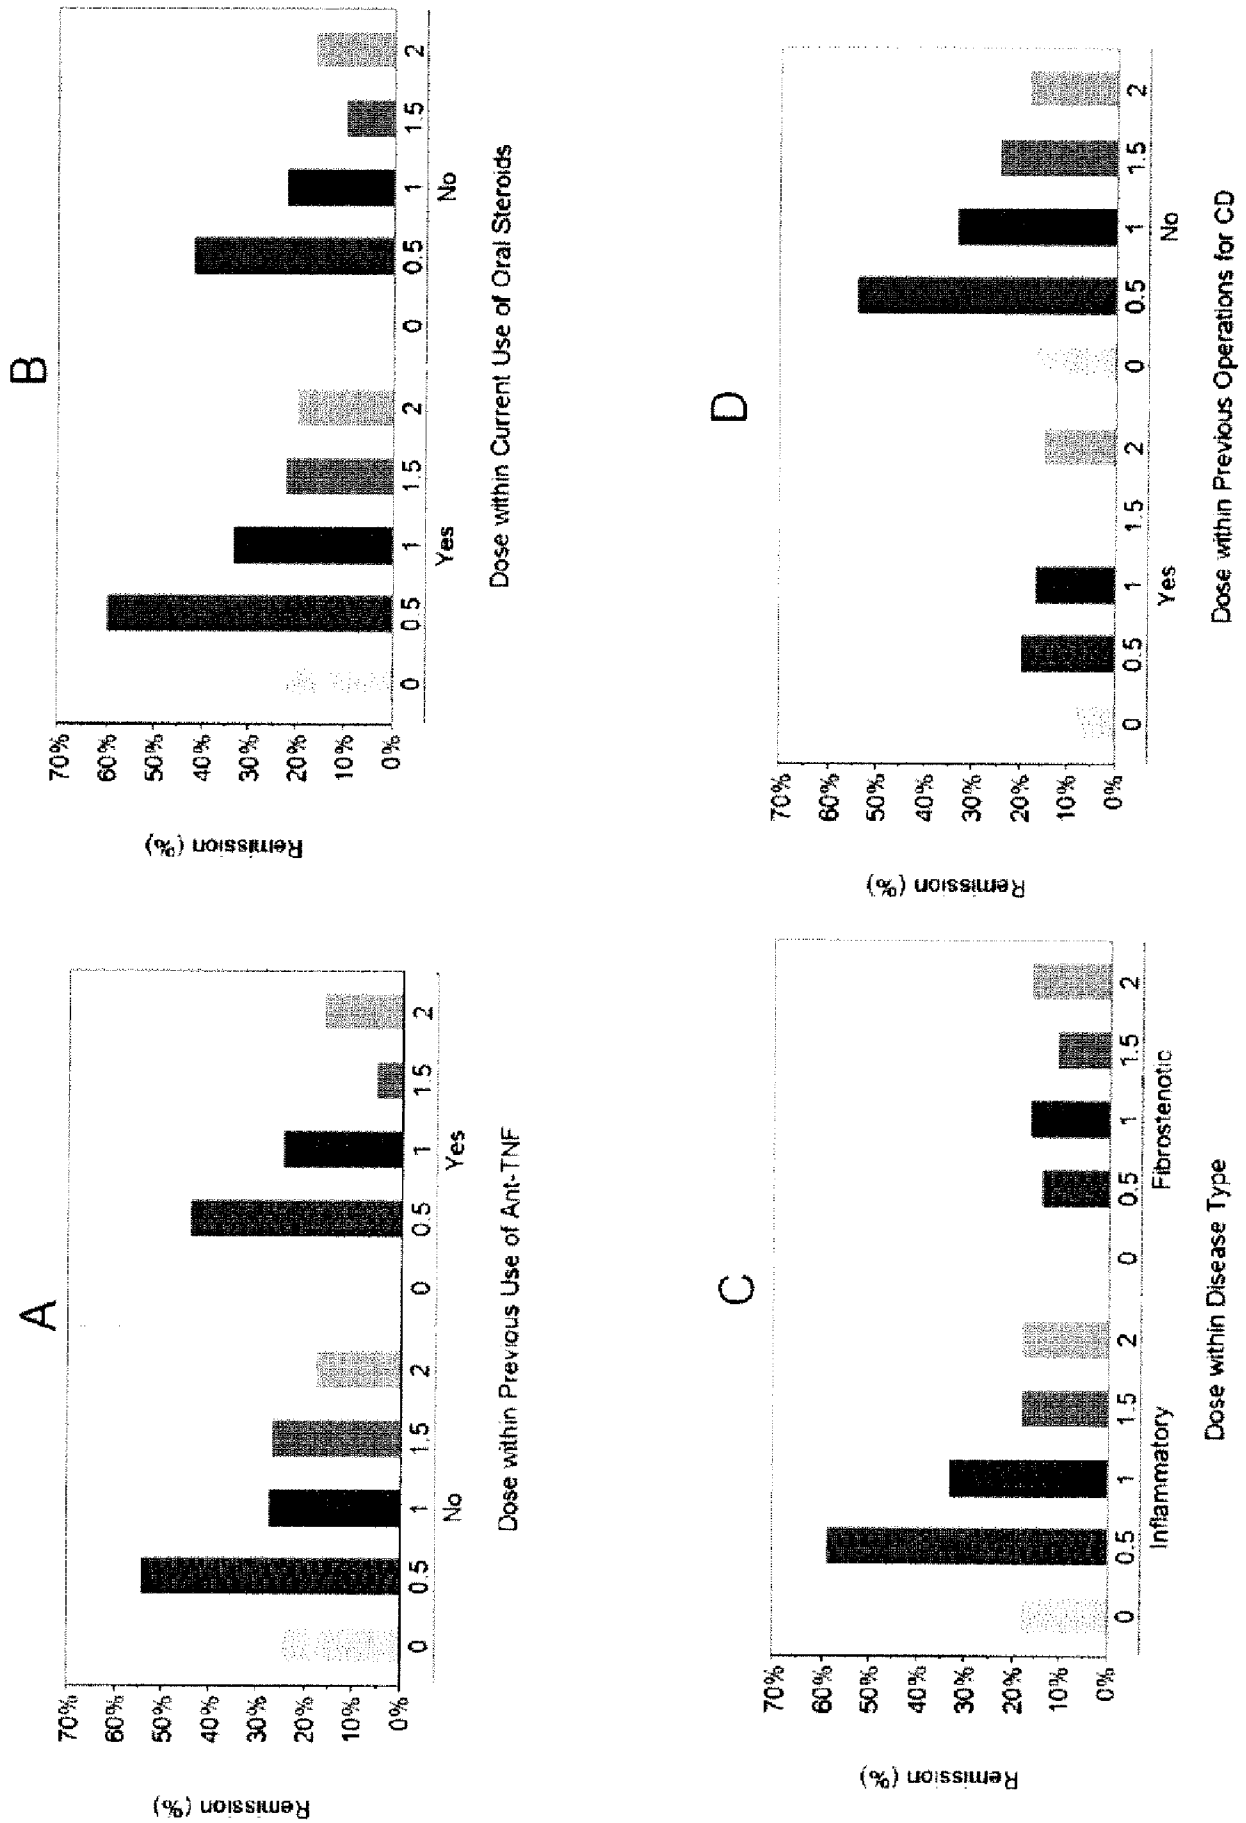 A
Remission (%)
70%
60%
50%
40%
30%
20%
10%
0%
0 0.5 1 1.5 2 0 0.5 1 1.5 2
No Yes
Dose within Previous Use of Ant-TNF
B
Remission (%)
70%
60%
50%
40%
30%
20%
10%
0%
0 0.5 1 1.5 2 0 0.5 1 1.5 2
Yes No
Dose within Current Use of Oral Steroids
C
Remission (%)
70%
60%
50%
40%
30%
20%
10%
0%
0 0.5 1 1.5 2 0 0.5 1 1.5 2
Inflammatory Fibrostenotic
Dose within Disease Type
D
Remission (%)
70%
60%
50%
40%
30%
20%
10%
0%
0 0.5 1 1.5 2 0 0.5 1 1.5 2
Yes No
Dose within Previous Operations for CD